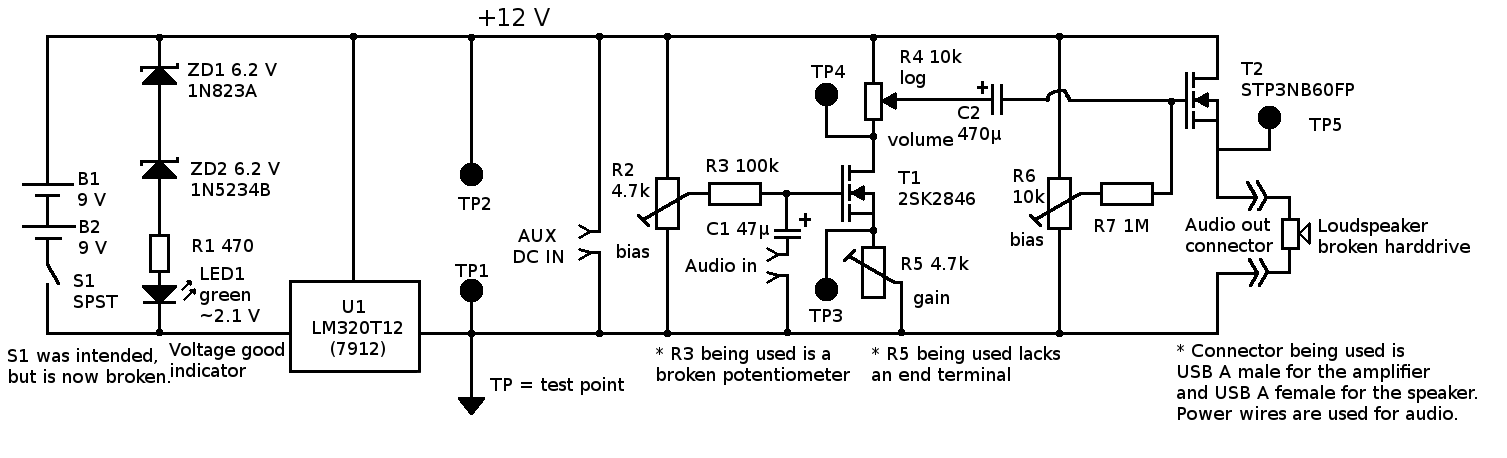 +12 V
ZD1 6.2 V
1N823A
ZD2 6.2 V
1N5234B
B1
9 V
B2
9 V
S1
SPST
R1 470
LED1
green
~2.1 V
U1
LM320T12
(7912)
S1 was intended,
but is now broken.
Voltage good
indicator
TP2
TP1
TP = test point
AUX
DC IN
R2
4.7k
bias
R3 100k
C1 47µ
+
Audio in
TP4
R4 10k
log
volume
T1
2SK2846
TP3
R5 4.7k
gain
+
C2
470µ
R6
10k
bias
R7 1M
T2
STP3NB60FP
TP5
Audio out
connector
Loudspeaker
broken harddrive
* R3 being used is a
broken potentiometer
* R5 being used lacks
an end terminal
* Connector being used is
USB A male for the amplifier
and USB A female for the speaker.
Power wires are used for audio.